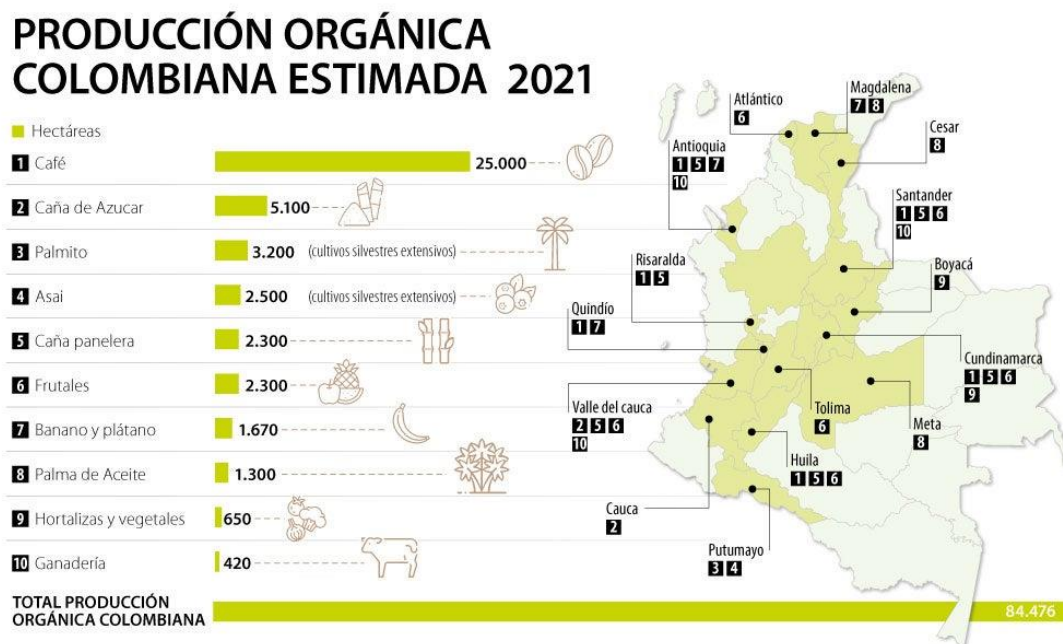 PRODUCCIÓN ORGÁNICA
COLOMBIANA ESTIMADA 2021
Hectáreas
1 Café 25.000
2 Caña de Azucar 5.100
3 Palmito 3.200 (cultivos silvestres extensivos)
4 Asai 2.500 (cultivos silvestres extensivos)
5 Caña panelera 2.300
6 Frutales 2.300
7 Banano y plátano 1.670
8 Palma de Aceite 1.300
9 Hortalizas y vegetales 650
10 Ganadería 420
TOTAL PRODUCCIÓN
ORGÁNICA COLOMBIANA 84.476
Atlántico
6
Magdalena
7 8
Cesar
8
Antioquia
1 5 7
10
Santander
1 5 6
10
Risaralda
1 5
Boyacá
9
Quindío
1 7
Cundinamarca
1 5 6
9
Valle del cauca
2 5 6
10
Tolima
6
Meta
8
Huila
1 5 6
Cauca
2
Putumayo
3 4